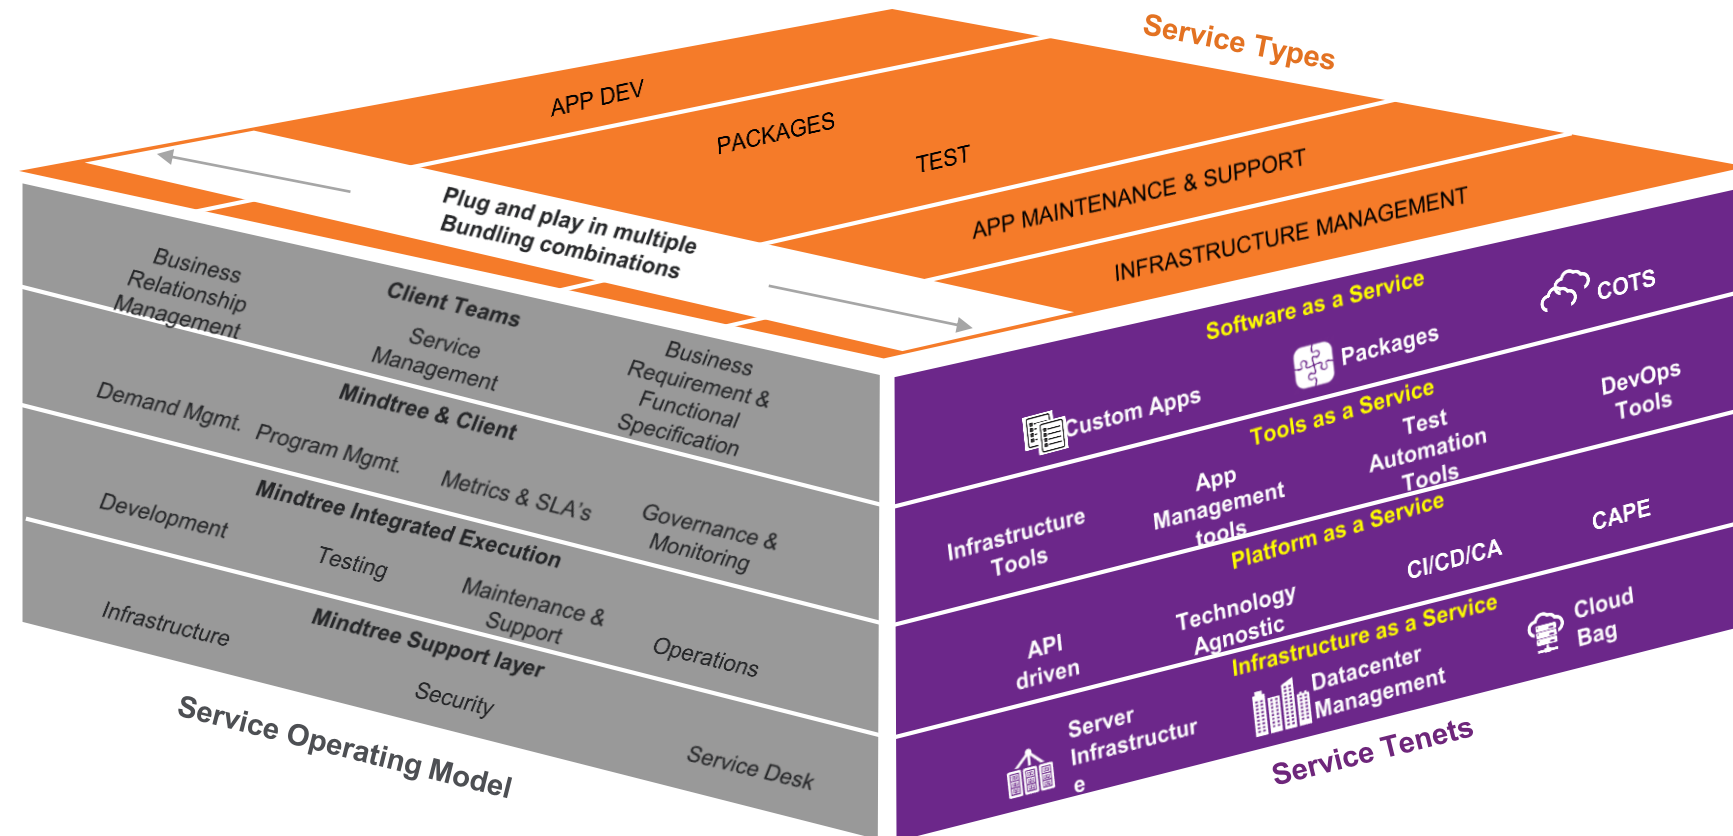 Service Types
APP DEV
PACKAGES
TEST
APP MAINTENANCE & SUPPORT
INFRASTRUCTURE MANAGEMENT
Plug and play in multiple
Bundling combinations
Client Teams
Business
Relationship
Management
Service
Management
Business
Requirement &
Functional
Specification
Mindtree & Client
Demand Mgmt.
Program Mgmt.
Metrics & SLA's
Governance &
Monitoring
Mindtree Integrated Execution
Development
Testing
Maintenance &
Support
Operations
Mindtree Support layer
Infrastructure
Security
Service Desk
Service Operating Model
Software as a Service
Custom Apps
Packages
COTS
Tools as a Service
Infrastructure
Tools
App
Management
tools
Test
Automation
Tools
DevOps
Tools
Platform as a Service
API
driven
Technology
Agnostic
CI/CD/CA
CAPE
Infrastructure as a Service
Server
Infrastructur
e
Datacenter
Management
Cloud
Bag
Service Tenets